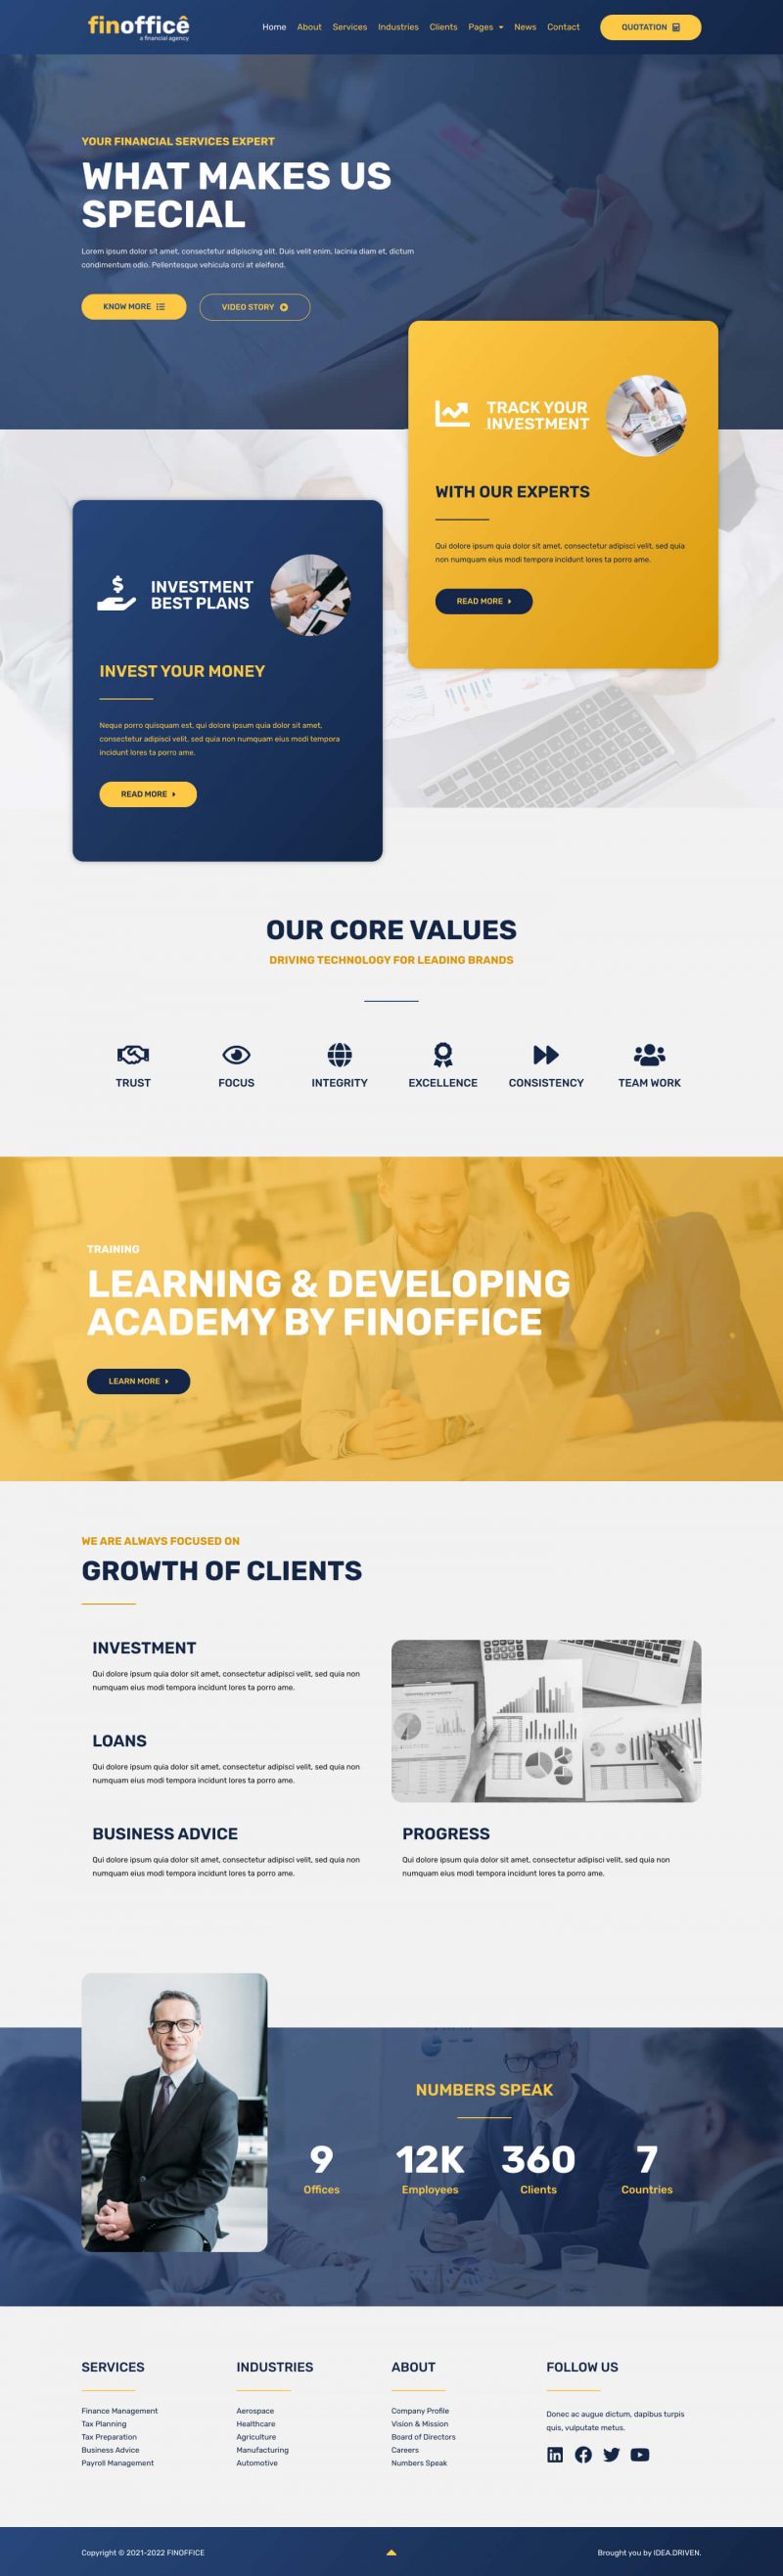 finofficê
a financial agency
Home About Services Industries Clients Pages News Contact
QUOTATION
YOUR FINANCIAL SERVICES EXPERT
WHAT MAKES US
SPECIAL
Lorem ipsum dolor sit amet, consectetur adipiscing elit. Duis velit enim, lacinia diam et, dictum
condimentum odio. Pellentesque vehicula orci at eleifend.
KNOW MORE
VIDEO STORY
TRACK YOUR
INVESTMENT
WITH OUR EXPERTS
Qui dolore ipsum quia dolor sit amet, consectetur adipisci velit, sed quia
non numquam eius modi tempora incidunt lores ta porro ame.
READ MORE
INVESTMENT
BEST PLANS
INVEST YOUR MONEY
Neque porro quisquam est, qui dolore ipsum quia dolor sit amet,
consectetur adipisci velit, sed quia non numquam eius modi tempora
incidunt lores ta porro ame.
READ MORE
OUR CORE VALUES
DRIVING TECHNOLOGY FOR LEADING BRANDS
TRUST
FOCUS
INTEGRITY
EXCELLENCE
CONSISTENCY
TEAM WORK
TRAINING
LEARNING & DEVELOPING
ACADEMY BY FINOFFICE
LEARN MORE
WE ARE ALWAYS FOCUSED ON
GROWTH OF CLIENTS
INVESTMENT
Qui dolore ipsum quia dolor sit amet, consectetur adipisci velit, sed quia non
numquam eius modi tempora incidunt lores ta porro ame.
LOANS
Qui dolore ipsum quia dolor sit amet, consectetur adipisci velit, sed quia non
numquam eius modi tempora incidunt lores ta porro ame.
BUSINESS ADVICE
Qui dolore ipsum quia dolor sit amet, consectetur adipisci velit, sed quia non
numquam eius modi tempora incidunt lores ta porro ame.
PROGRESS
Qui dolore ipsum quia dolor sit amet, consectetur adipisci velit, sed quia non
numquam eius modi tempora incidunt lores ta porro ame.
NUMBERS SPEAK
9
Offices
12K
Employees
360
Clients
7
Countries
SERVICES
Finance Management
Tax Planning
Tax Preparation
Business Advice
Payroll Management
INDUSTRIES
Aerospace
Healthcare
Agriculture
Manufacturing
Automotive
ABOUT
Company Profile
Vision & Mission
Board of Directors
Careers
Numbers Speak
FOLLOW US
Donec ac augue dictum, dapibus turpis
quis, vulputate metus.
Copyright © 2021-2022 FINOFFICE
Brought you by IDEA.DRIVEN.